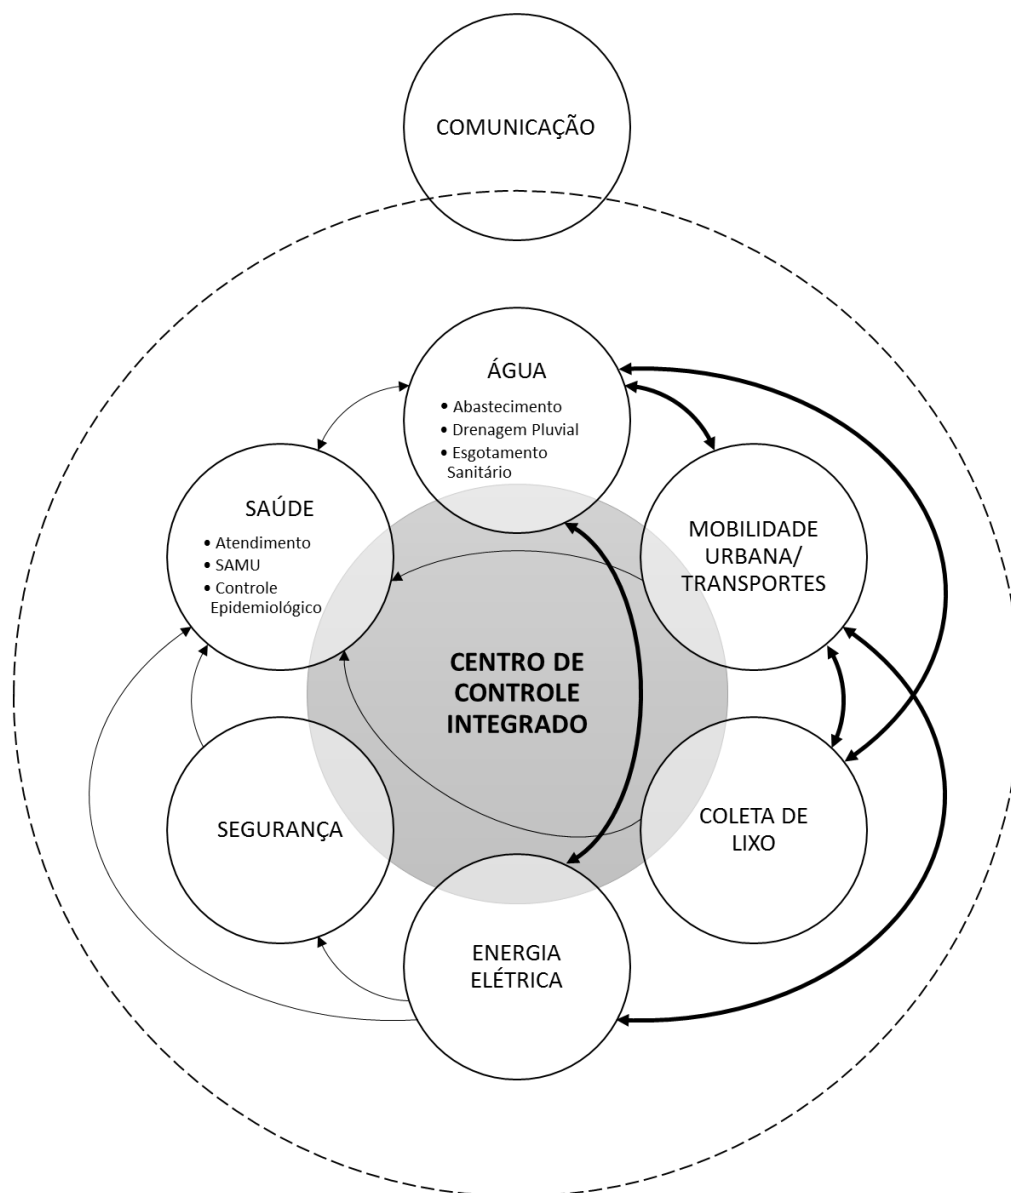 COMUNICAÇÃO
ÁGUA
• Abastecimento
• Drenagem Pluvial
• Esgotamento
Sanitário
SAÚDE
• Atendimento
• SAMU
• Controle
Epidemiológico
MOBILIDADE
URBANA/
TRANSPORTES
CENTRO DE
CONTROLE
INTEGRADO
SEGURANÇA
COLETA DE
LIXO
ENERGIA
ELÉTRICA